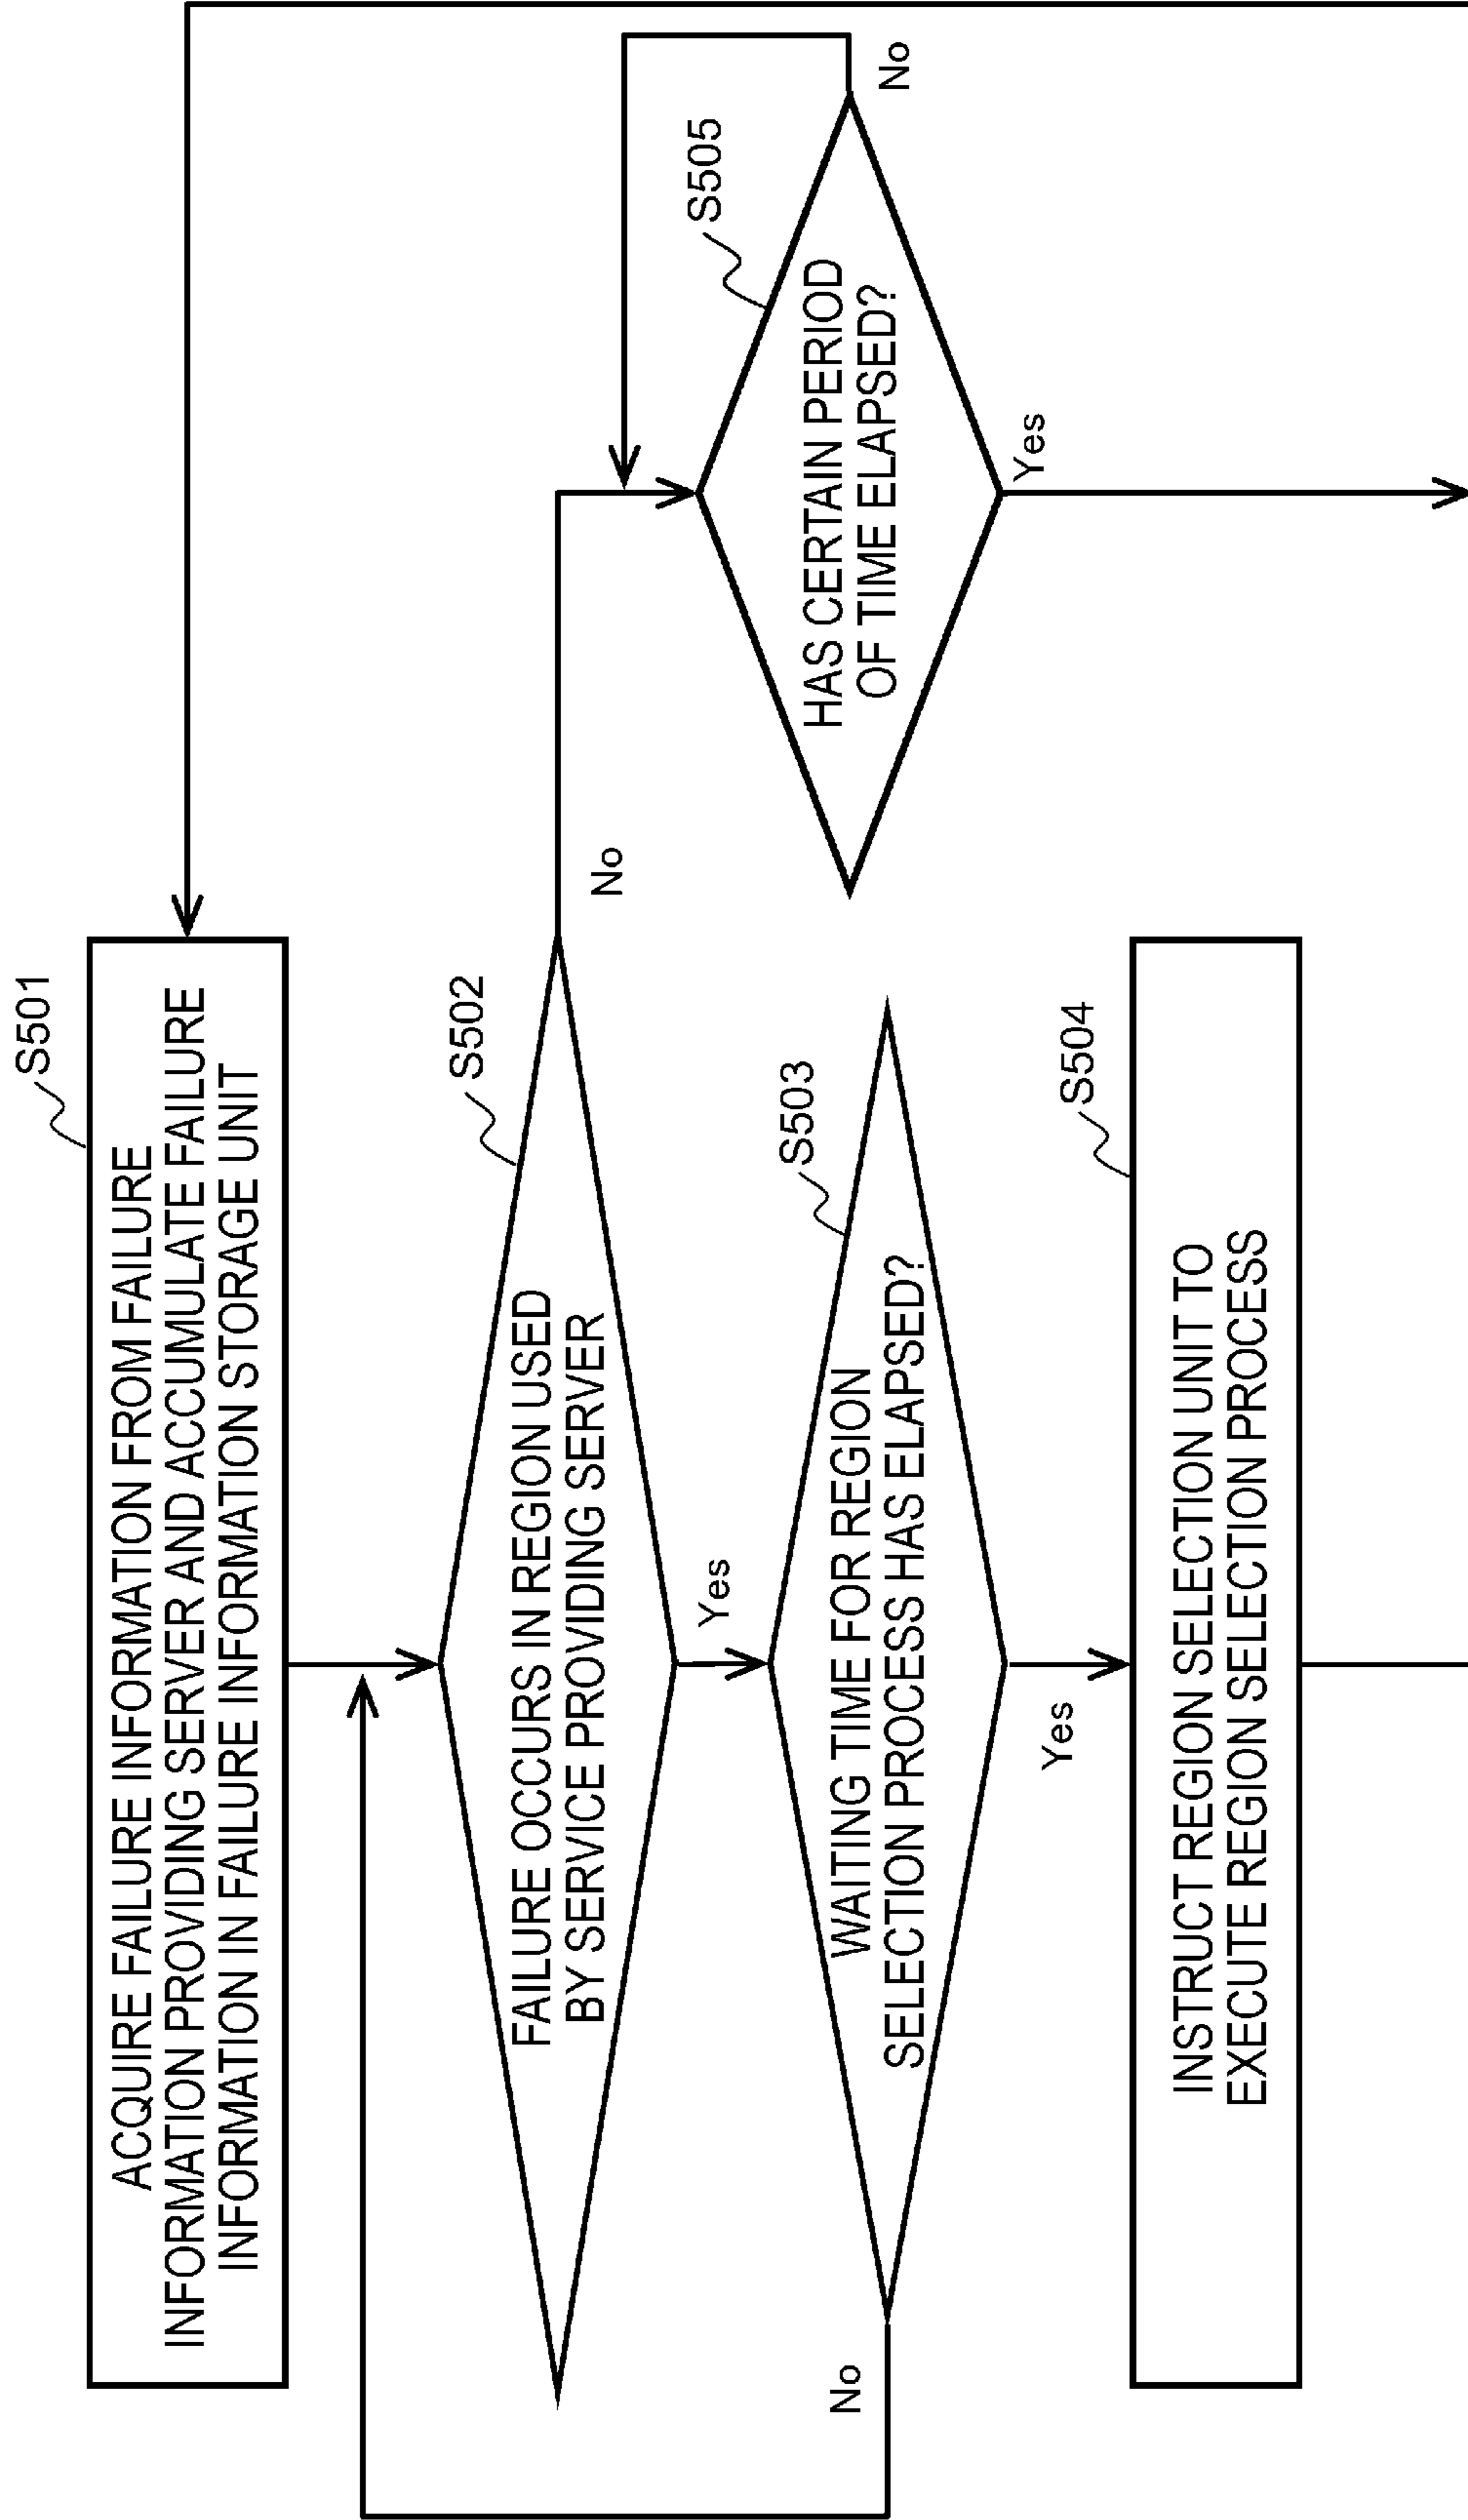 S501
ACQUIRE FAILURE INFORMATION FROM FAILURE
INFORMATION PROVIDING SERVER AND ACCUMULATE FAILURE
INFORMATION IN FAILURE INFORMATION STORAGE UNIT
S502
FAILURE OCCURS IN REGION USED
BY SERVICE PROVIDING SERVER
No
Yes
S503
WAITING TIME FOR REGION
SELECTION PROCESS HAS ELAPSED?
No
Yes
S504
INSTRUCT REGION SELECTION UNIT TO
EXECUTE REGION SELECTION PROCESS
S505
HAS CERTAIN PERIOD
OF TIME ELAPSED?
No
Yes